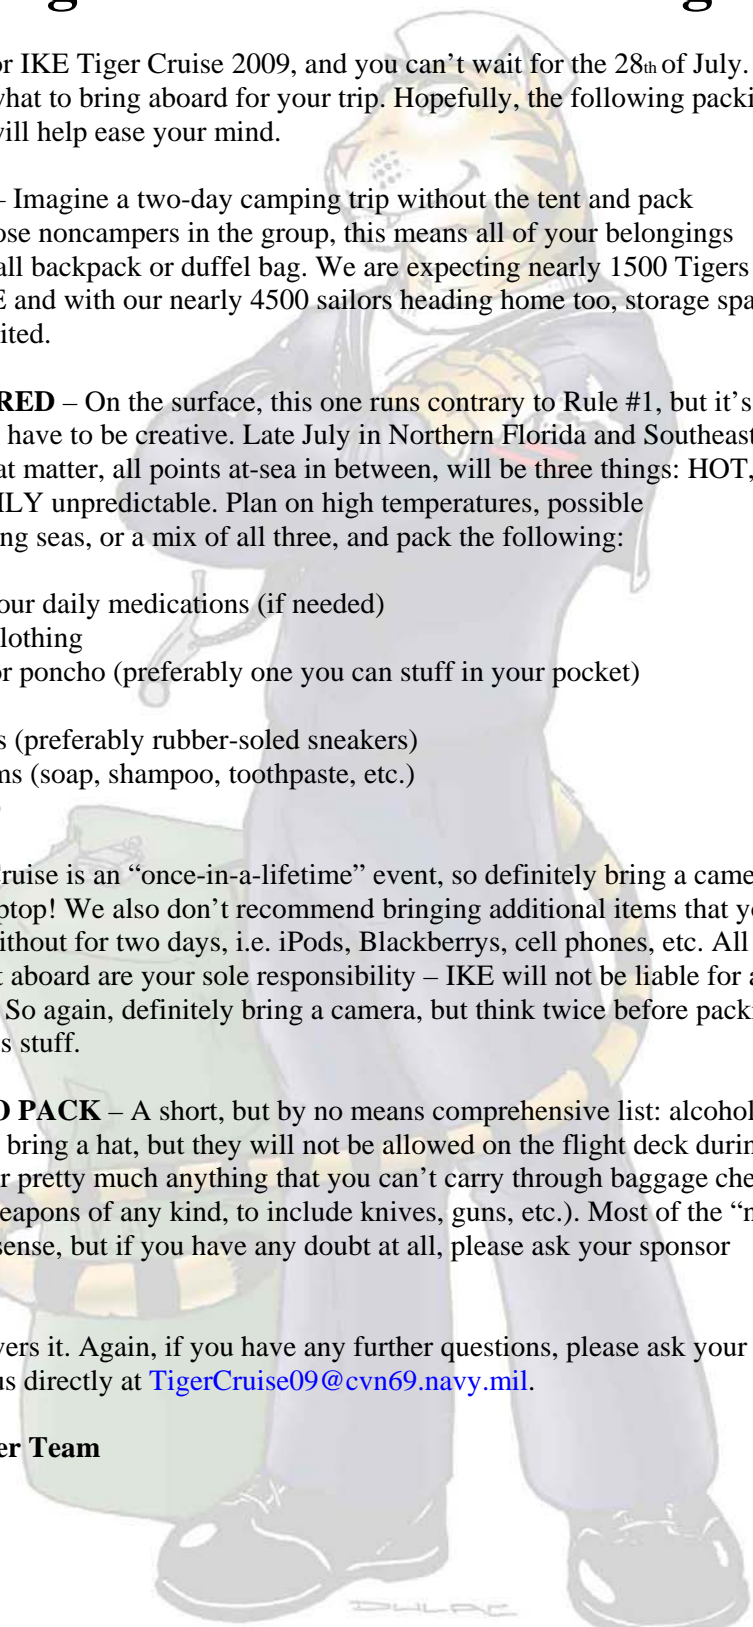 or IKE Tiger Cruise 2009, and you can’t wait for the 28th of July.
what to bring aboard for your trip. Hopefully, the following packi
will help ease your mind.
– Imagine a two-day camping trip without the tent and pack
ose noncampers in the group, this means all of your belongings
all backpack or duffel bag. We are expecting nearly 1500 Tigers
E and with our nearly 4500 sailors heading home too, storage spa
ited.
RED – On the surface, this one runs contrary to Rule #1, but it’s
have to be creative. Late July in Northern Florida and Southeast
at matter, all points at-sea in between, will be three things: HOT,
ILY unpredictable. Plan on high temperatures, possible
ng seas, or a mix of all three, and pack the following:
our daily medications (if needed)
lothing
or poncho (preferably one you can stuff in your pocket)
s (preferably rubber-soled sneakers)
ms (soap, shampoo, toothpaste, etc.)
ruise is an “once-in-a-lifetime” event, so definitely bring a came
ptop! We also don’t recommend bringing additional items that yo
ithout for two days, i.e. iPods, Blackberrys, cell phones, etc. All
t aboard are your sole responsibility – IKE will not be liable for a
So again, definitely bring a camera, but think twice before packi
s stuff.
O PACK – A short, but by no means comprehensive list: alcohol
bring a hat, but they will not be allowed on the flight deck durin
r pretty much anything that you can’t carry through baggage che
eapons of any kind, to include knives, guns, etc.). Most of the “n
sense, but if you have any doubt at all, please ask your sponsor
vers it. Again, if you have any further questions, please ask your
us directly at TigerCruise09@cvn69.navy.mil.
er Team
DULAC